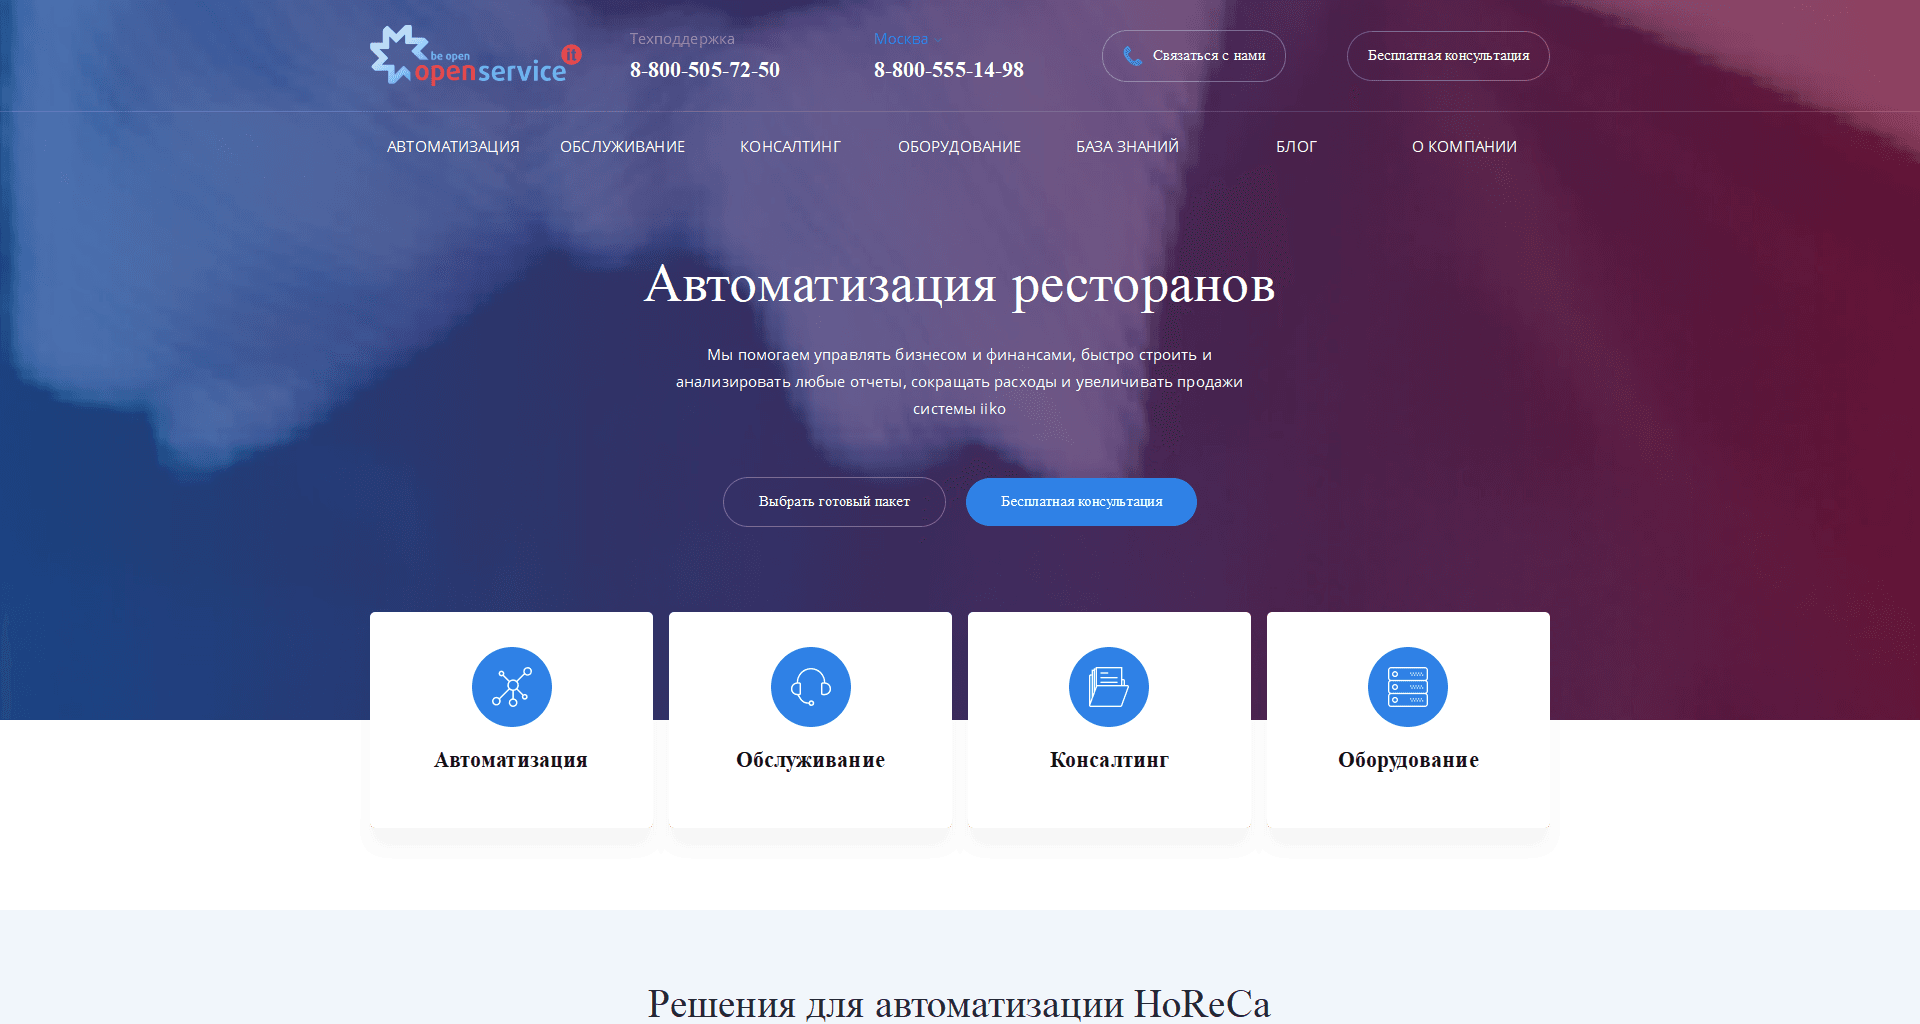 be open
openservice it
Техподдержка
8-800-505-72-50
Москва
8-800-555-14-98
Связаться с нами
Бесплатная консультация
АВТОМАТИЗАЦИЯ
ОБСЛУЖИВАНИЕ
КОНСАЛТИНГ
ОБОРУДОВАНИЕ
БАЗА ЗНАНИЙ
БЛОГ
О КОМПАНИИ
Автоматизация ресторанов
Мы помогаем управлять бизнесом и финансами, быстро строить и
анализировать любые отчеты, сокращать расходы и увеличивать продажи
системы iiko
Выбрать готовый пакет
Бесплатная консультация
Автоматизация
Обслуживание
Консалтинг
Оборудование
Решения для автоматизации HoReCa